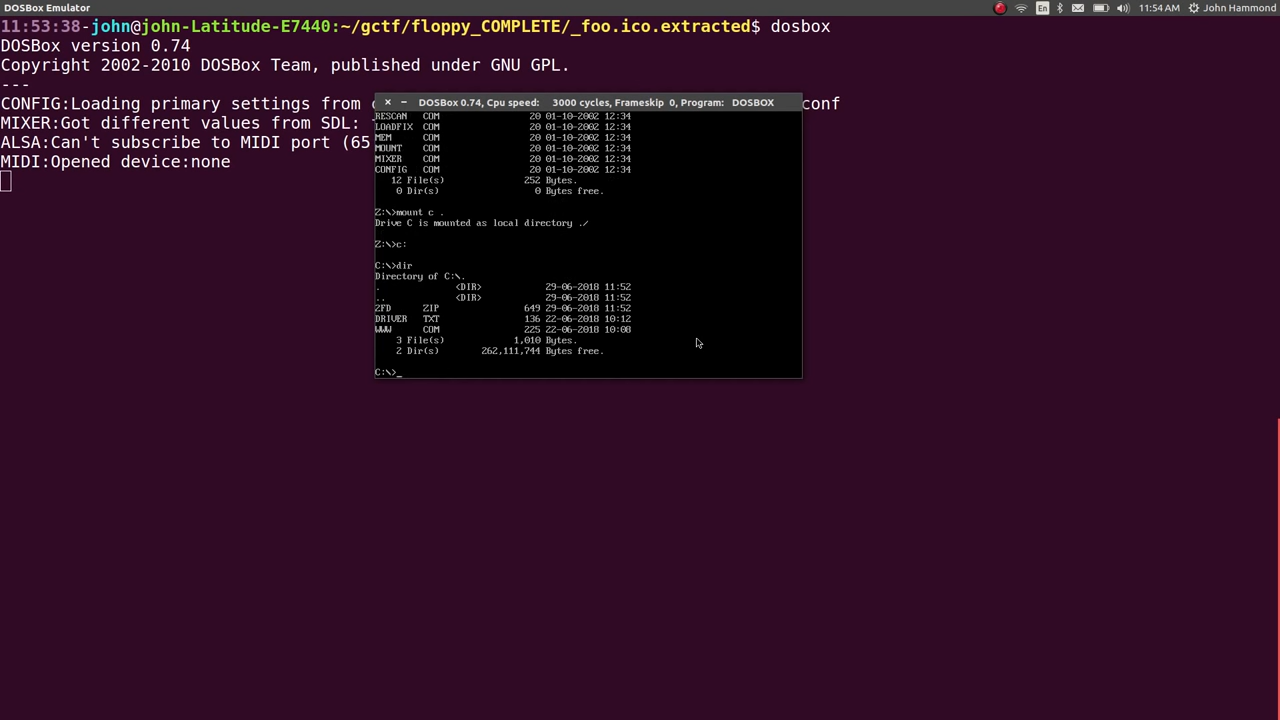 DOSBox Emulator
En
11:54 AM
John Hammond
11:53:38-john@john-Latitude-E7440:~/gctf/floppy_COMPLETE/_foo.ico.extracted$ dosbox
DOSBox version 0.74
Copyright 2002-2010 DOSBox Team, published under GNU GPL.
---
CONFIG:Loading primary settings from conf
MIXER:Got different values from SDL:
ALSA:Can't subscribe to MIDI port (65
MIDI:Opened device:none
DOSBox 0.74, Cpu speed: 3000 cycles, Frameskip 0, Program: DOSBOX
RESCAN COM 20 01-10-2002 12:34
LOADFIX COM 20 01-10-2002 12:34
MEM COM 20 01-10-2002 12:34
MOUNT COM 20 01-10-2002 12:34
MIXER COM 20 01-10-2002 12:34
CONFIG COM 20 01-10-2002 12:34
12 File(s) 252 Bytes.
0 Dir(s) 0 Bytes free.
Z:\>mount c .
Drive C is mounted as local directory ./
Z:\>c:
C:\>dir
Directory of C:\.
. <DIR> 29-06-2018 11:52
.. <DIR> 29-06-2018 11:52
2FD ZIP 649 29-06-2018 11:52
DRIVER TXT 136 22-06-2018 10:12
WWW COM 225 22-06-2018 10:08
3 File(s) 1,010 Bytes.
2 Dir(s) 262,111,744 Bytes free.
C:\>_